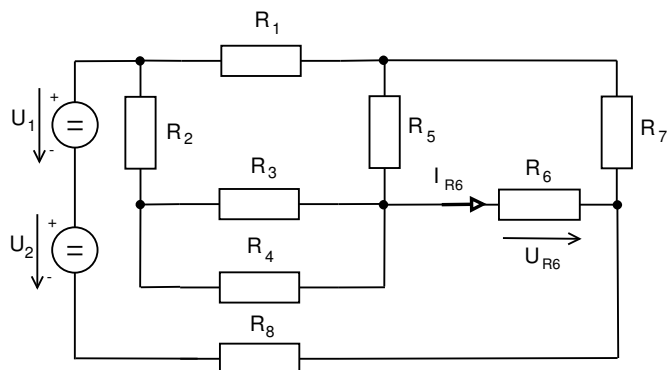 R1
+
U1
=
-
R2
R5
R7
R3
IR6
R6
+
U2
=
-
R4
UR6
R8